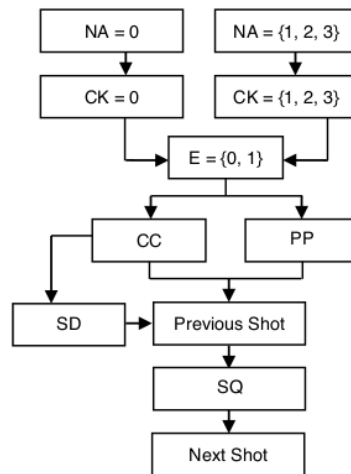 NA = 0
NA = {1, 2, 3}
CK = 0
CK = {1, 2, 3}
E = {0, 1}
CC
PP
SD
Previous Shot
SQ
Next Shot